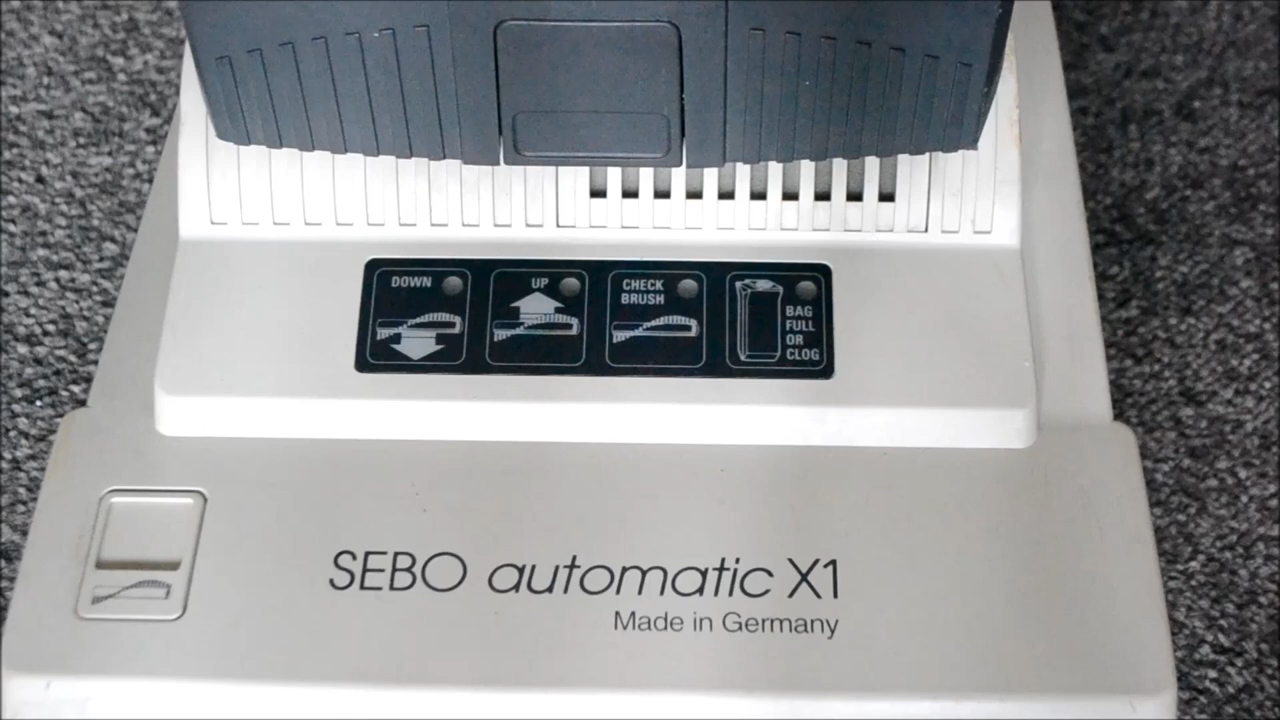 DOWN
UP
CHECK
BRUSH
BAG
FULL
OR
CLOG
SEBO automatic X1
Made in Germany